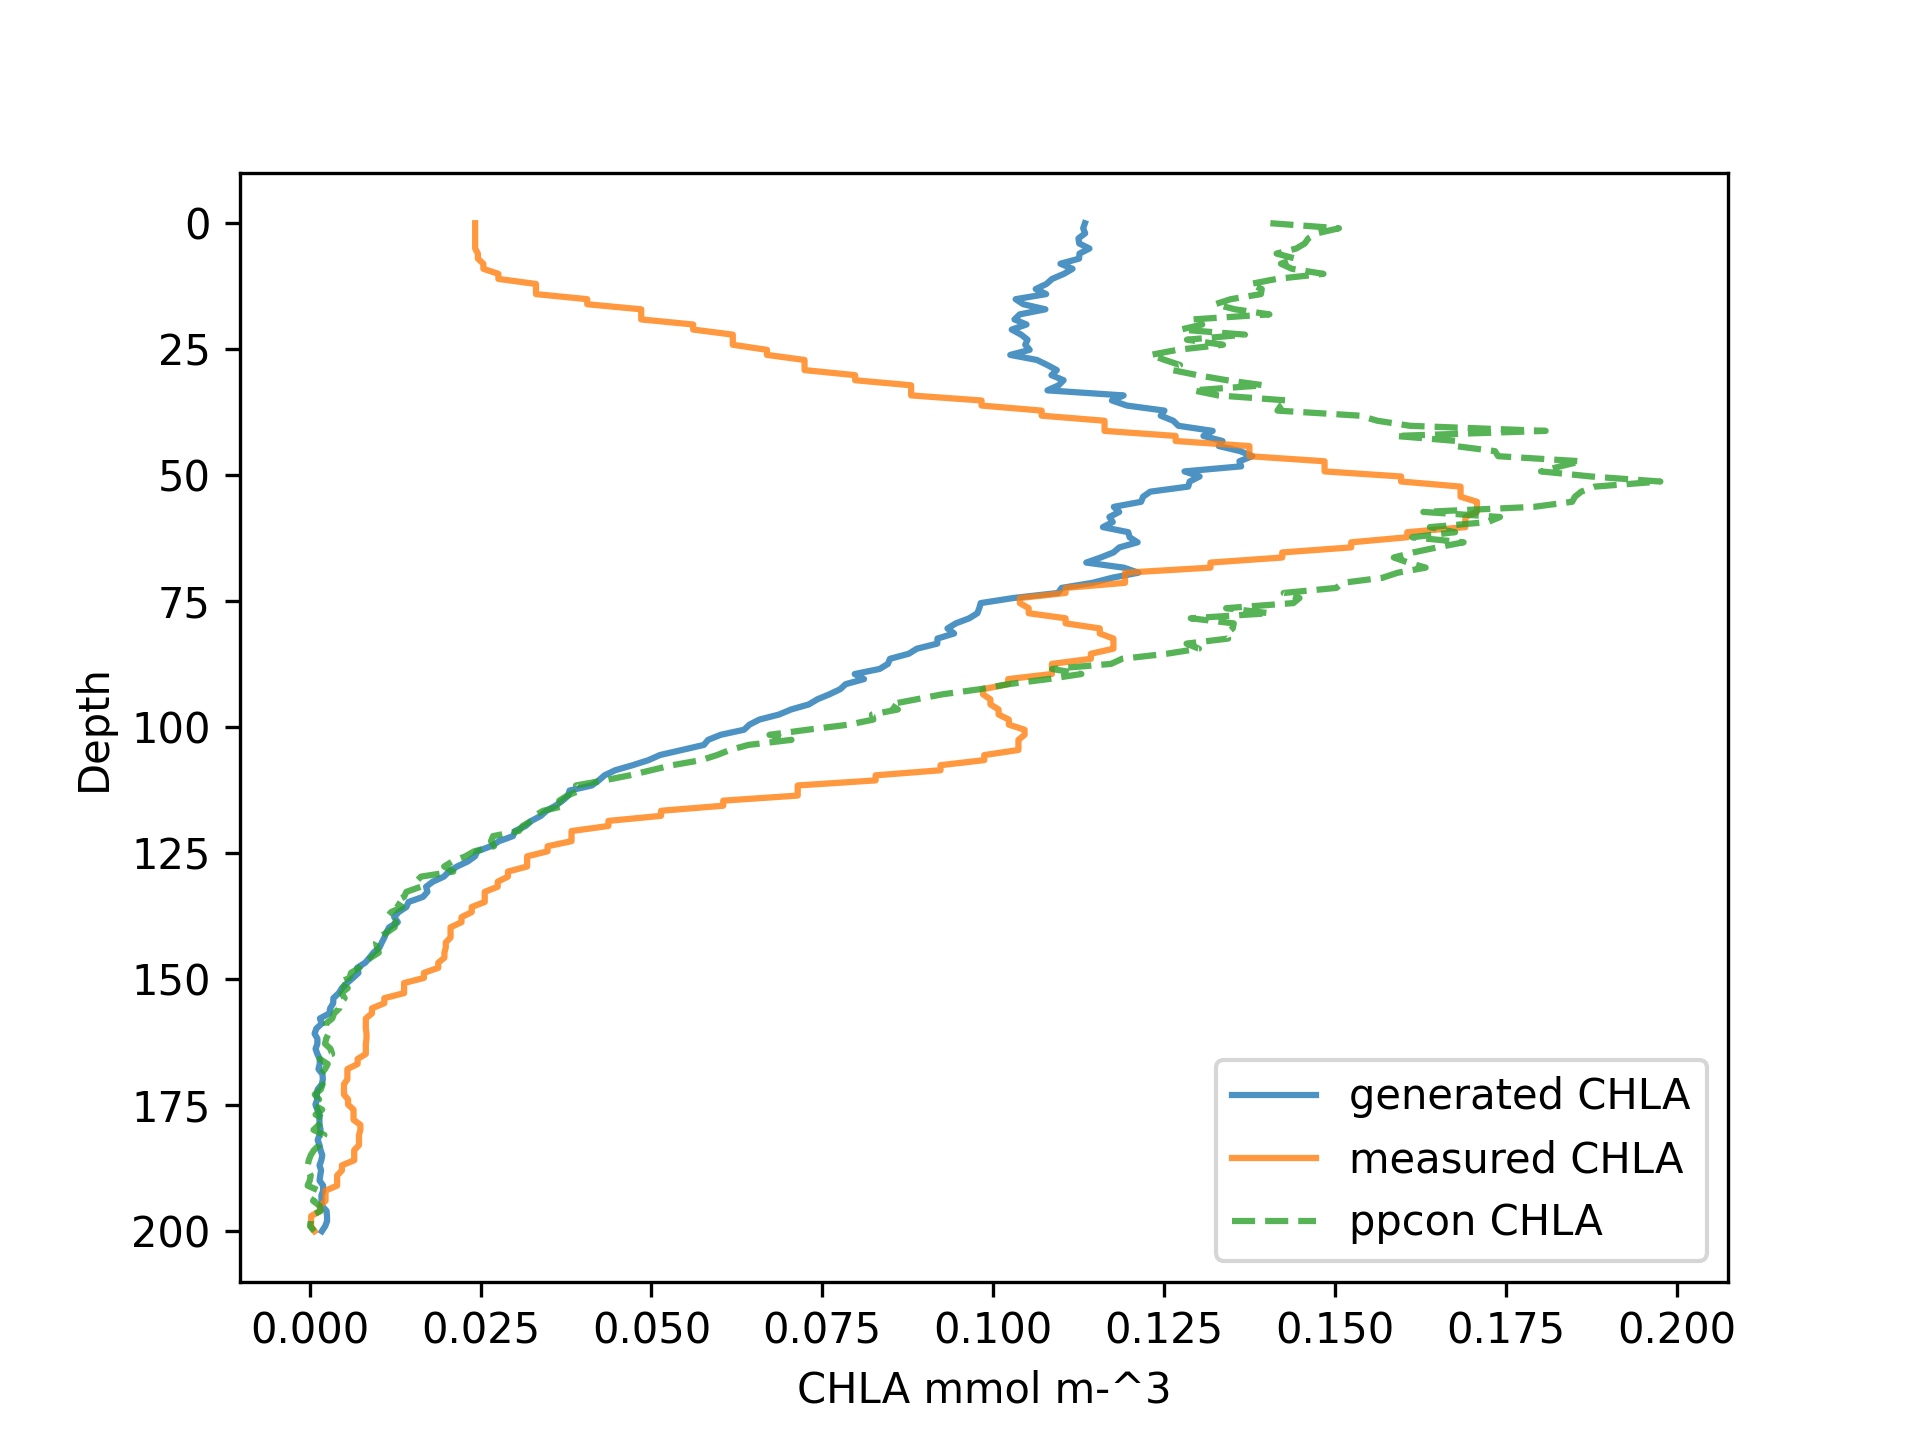 0
25
50
75
100
125
150
175
200
Depth
0.000 0.025 0.050 0.075 0.100 0.125 0.150 0.175 0.200
CHLA mmol m-^3
generated CHLA
measured CHLA
ppcon CHLA